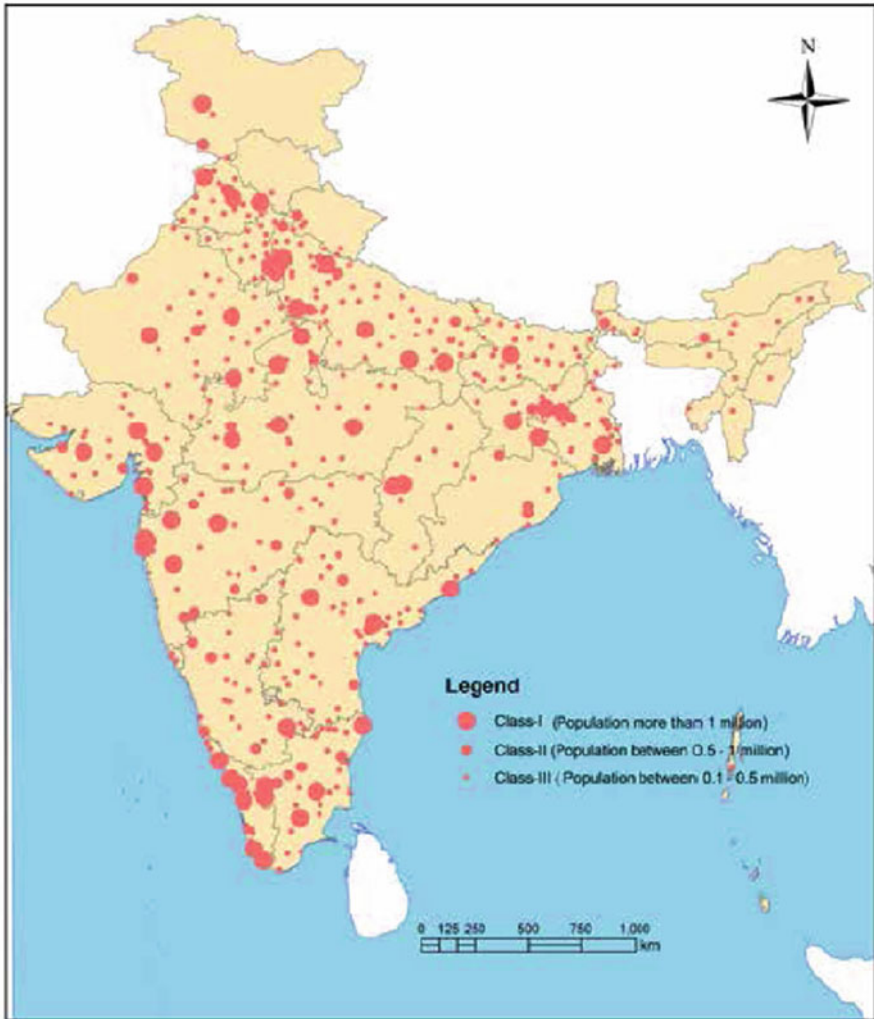 N
Legend
Class-I (Population more than 1 million)
Class-II (Population between 0.5 - 1 million)
Class-III ( Population between 0.1 - 0.5 million)
0 125 250 500 750 1,000
km